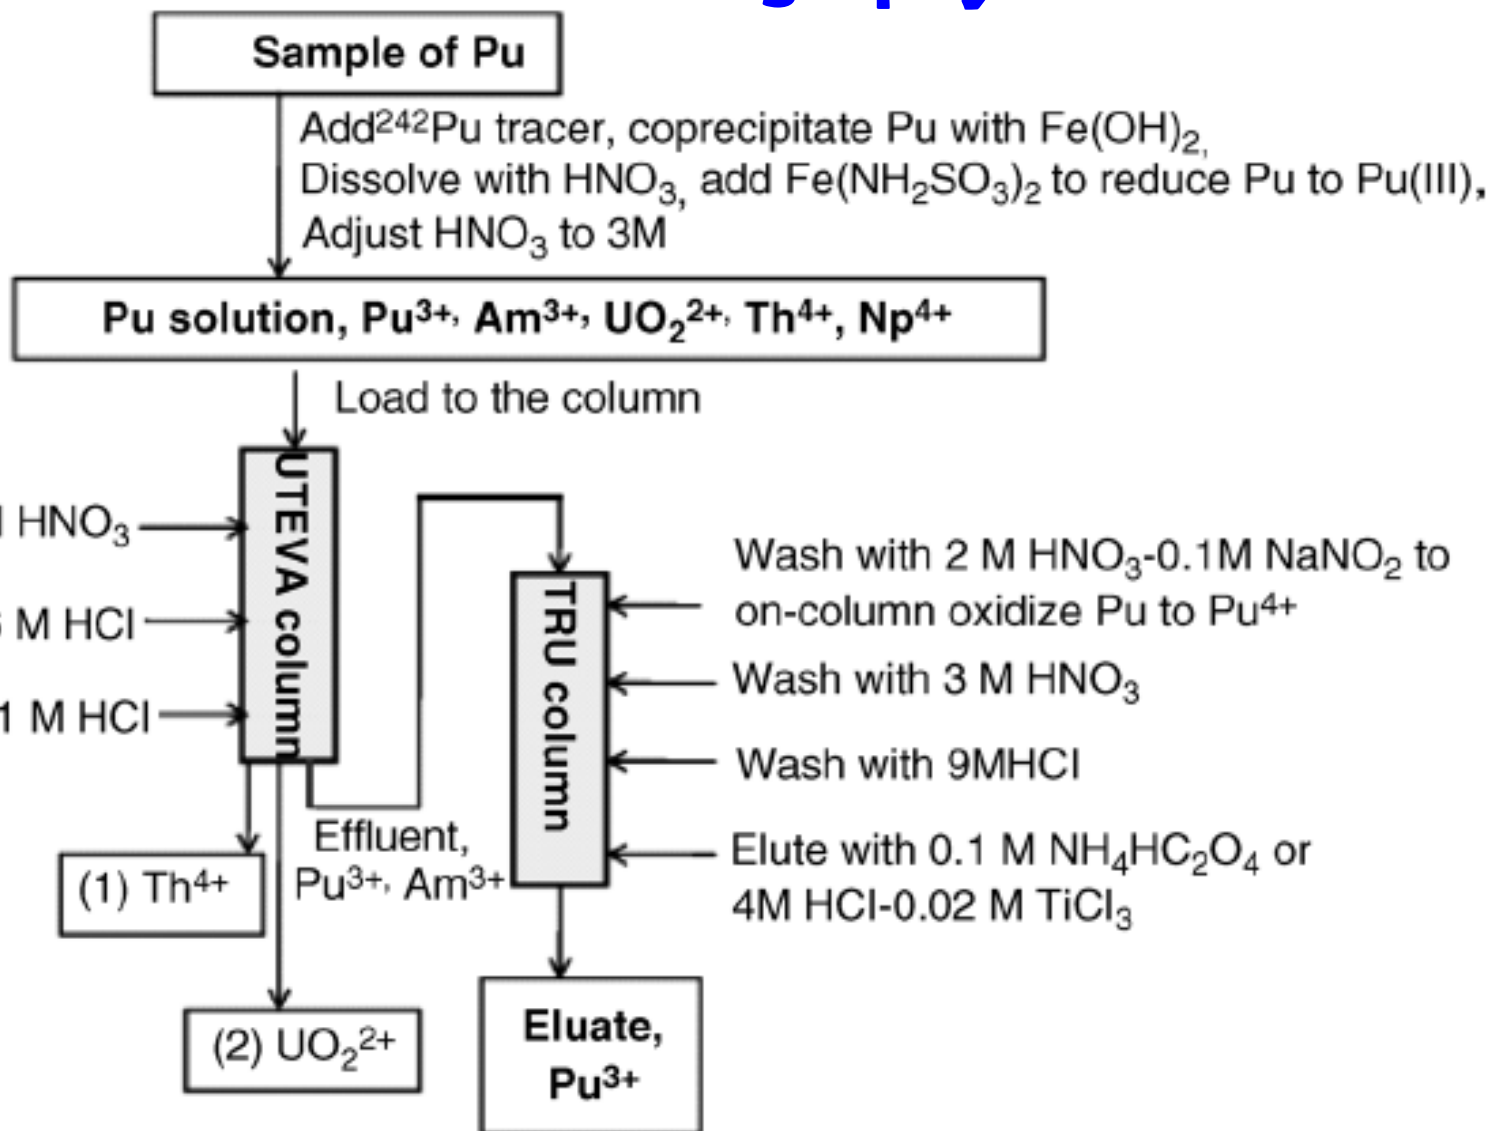 Sample of Pu
Add²⁴²Pu tracer, coprecipitate Pu with Fe(OH)₂,
Dissolve with HNO₃, add Fe(NH₂SO₃)₂ to reduce Pu to Pu(III),
Adjust HNO₃ to 3M
Pu solution, Pu³⁺, Am³⁺, UO₂²⁺, Th⁴⁺, Np⁴⁺
Load to the column
UTEVA column
HNO₃
M HCl
1 M HCl
Effluent,
Pu³⁺, Am³⁺
(1) Th⁴⁺
(2) UO₂²⁺
TRU column
Wash with 2 M HNO₃-0.1M NaNO₂ to
on-column oxidize Pu to Pu⁴⁺
Wash with 3 M HNO₃
Wash with 9MHCl
Elute with 0.1 M NH₄HC₂O₄ or
4M HCl-0.02 M TiCl₃
Eluate,
Pu³⁺